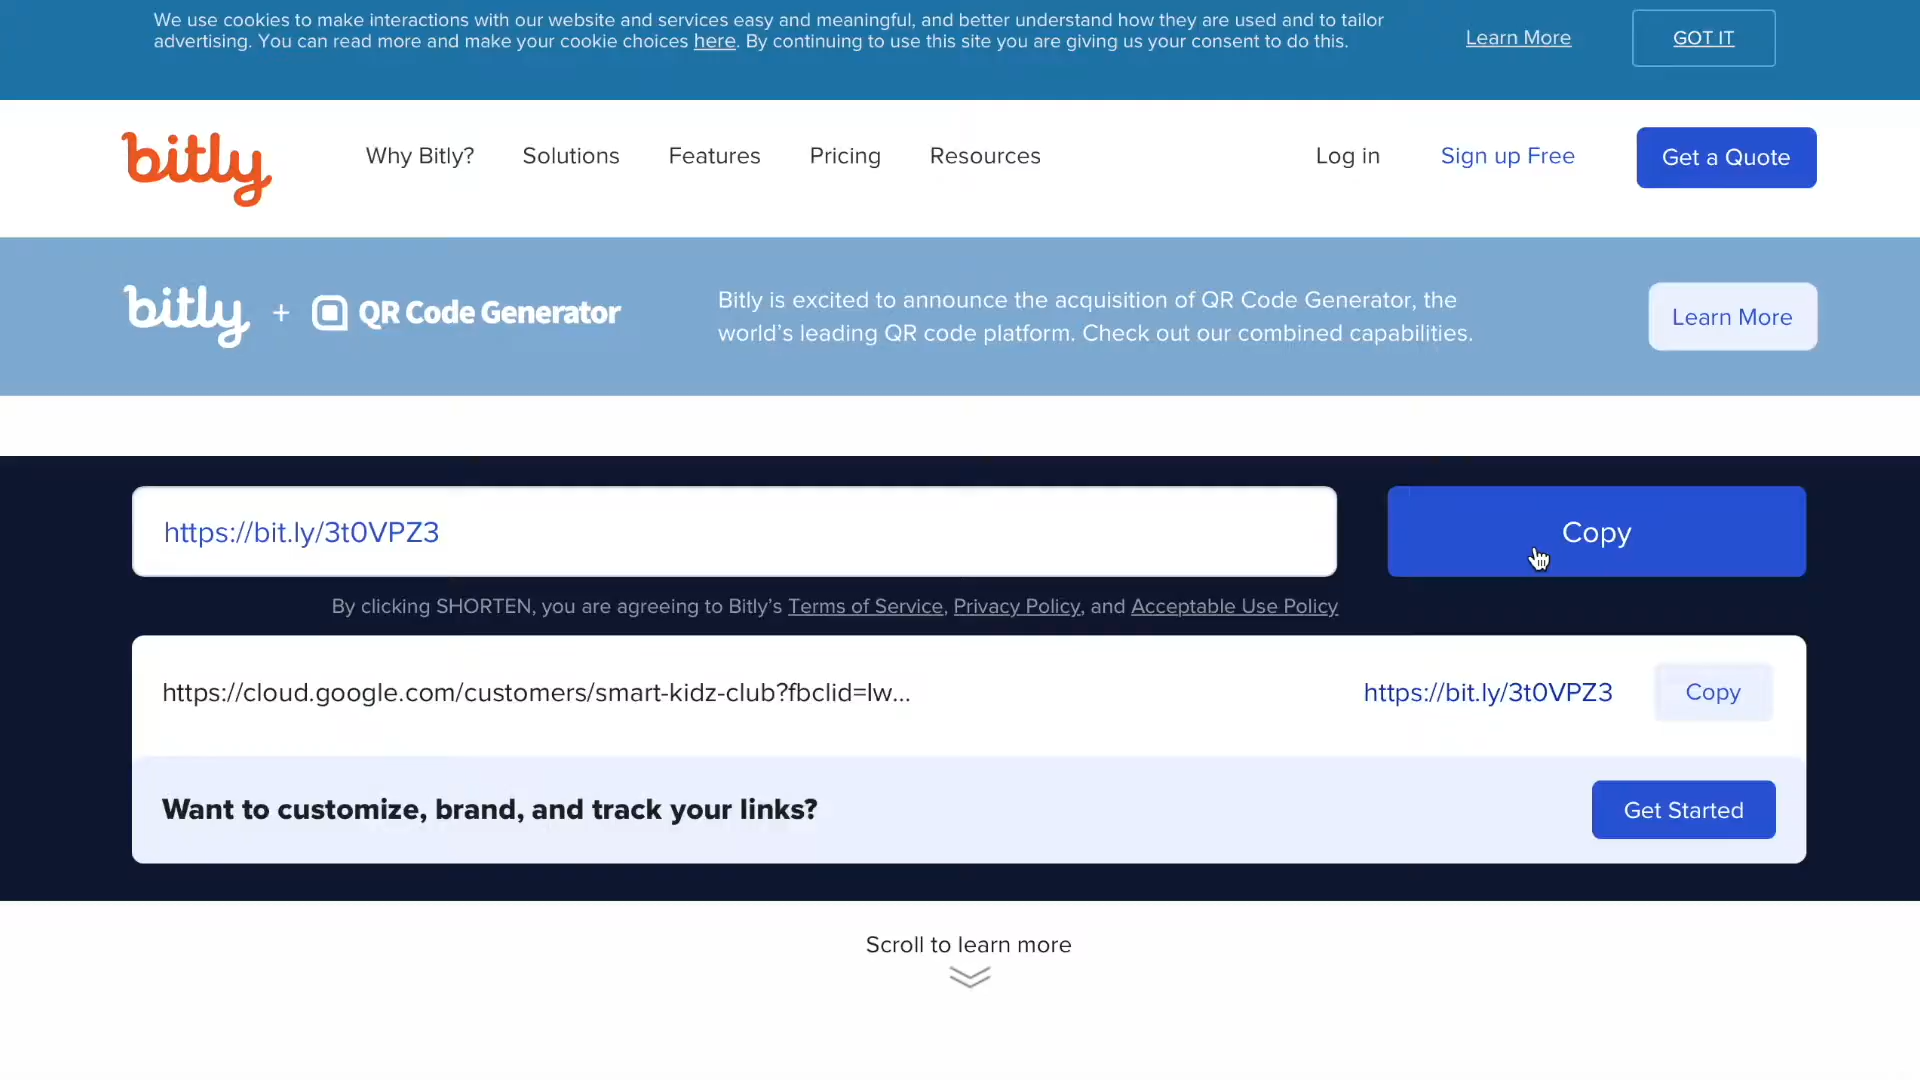 We use cookies to make interactions with our website and services easy and meaningful, and better understand how they are used and to tailor
advertising. You can read more and make your cookie choices here. By continuing to use this site you are giving us your consent to do this.
Learn More
GOT IT
bitly
Why Bitly?
Solutions
Features
Pricing
Resources
Log in
Sign up Free
Get a Quote
bitly + QR Code Generator
Bitly is excited to announce the acquisition of QR Code Generator, the
world's leading QR code platform. Check out our combined capabilities.
Learn More
https://bit.ly/3t0VPZ3
Copy
By clicking SHORTEN, you are agreeing to Bitly's Terms of Service, Privacy Policy, and Acceptable Use Policy
https://cloud.google.com/customers/smart-kidz-club?fbclid=Iw...
https://bit.ly/3t0VPZ3
Copy
Want to customize, brand, and track your links?
Get Started
Scroll to learn more